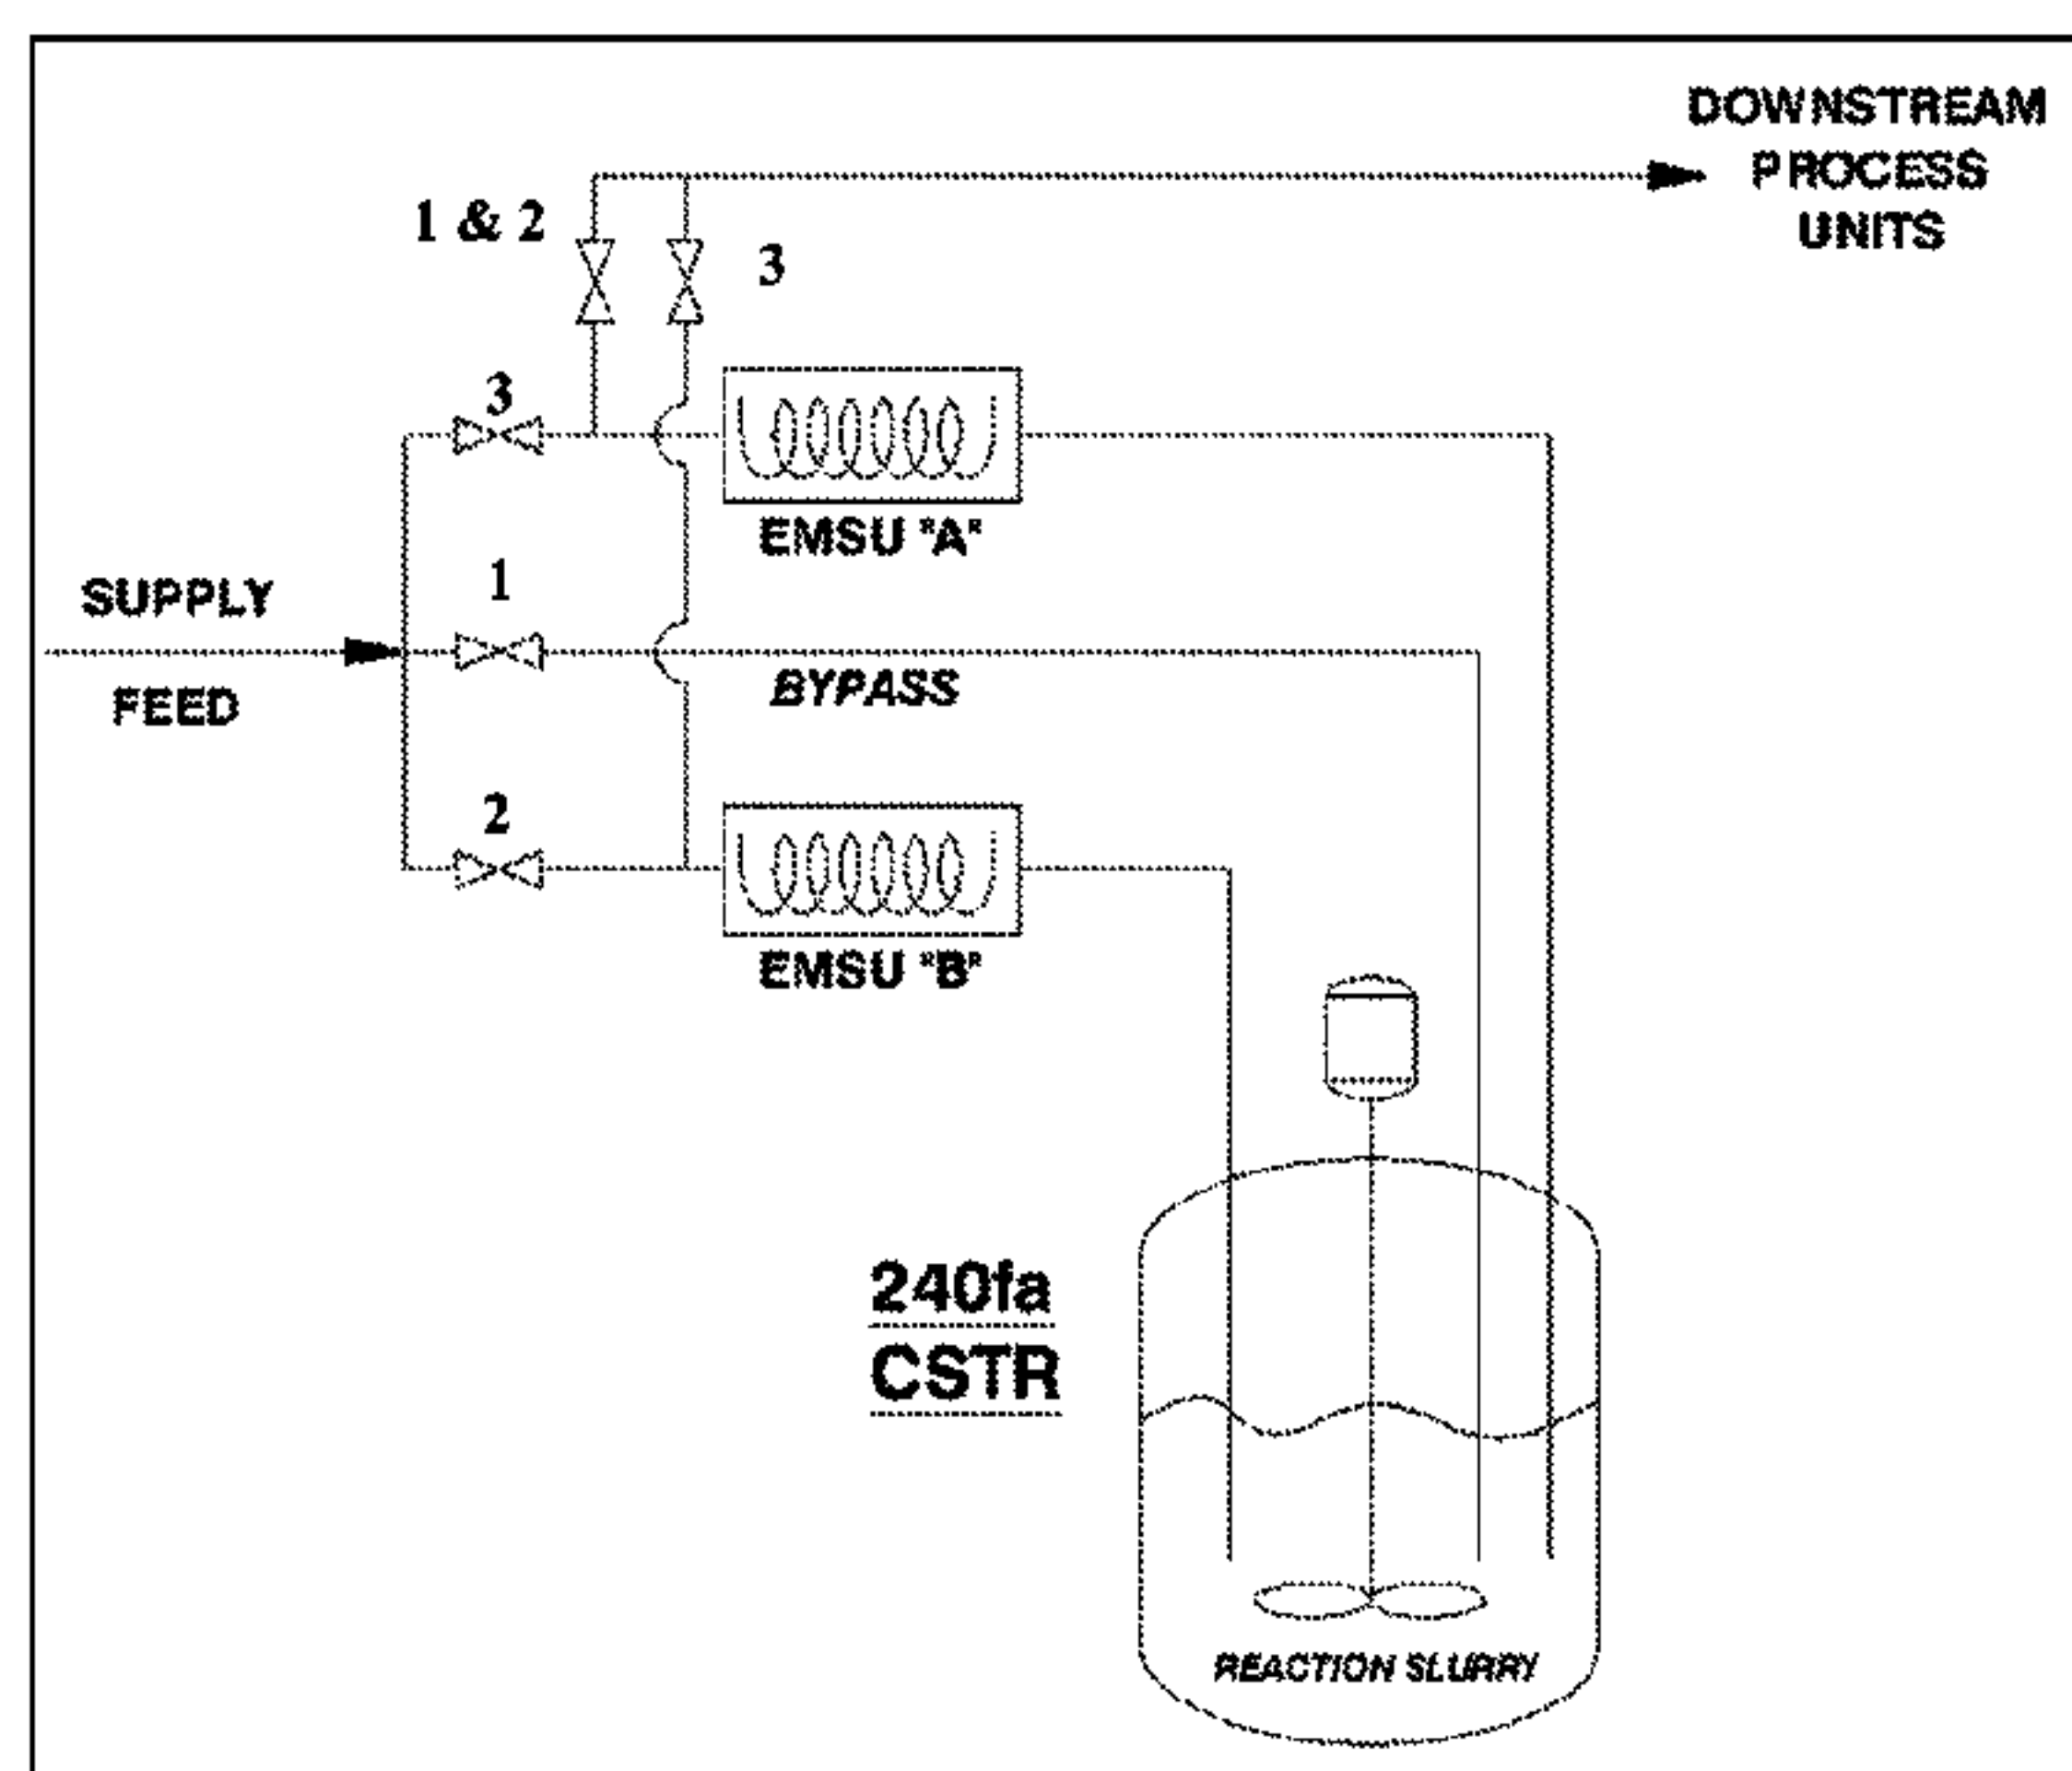 DOWNSTREAM
PROCESS
UNITS
1 & 2
3
3
EMSU "A"
1
SUPPLY
FEED
BYPASS
2
EMSU "B"
240fa
CSTR
REACTION SLURRY